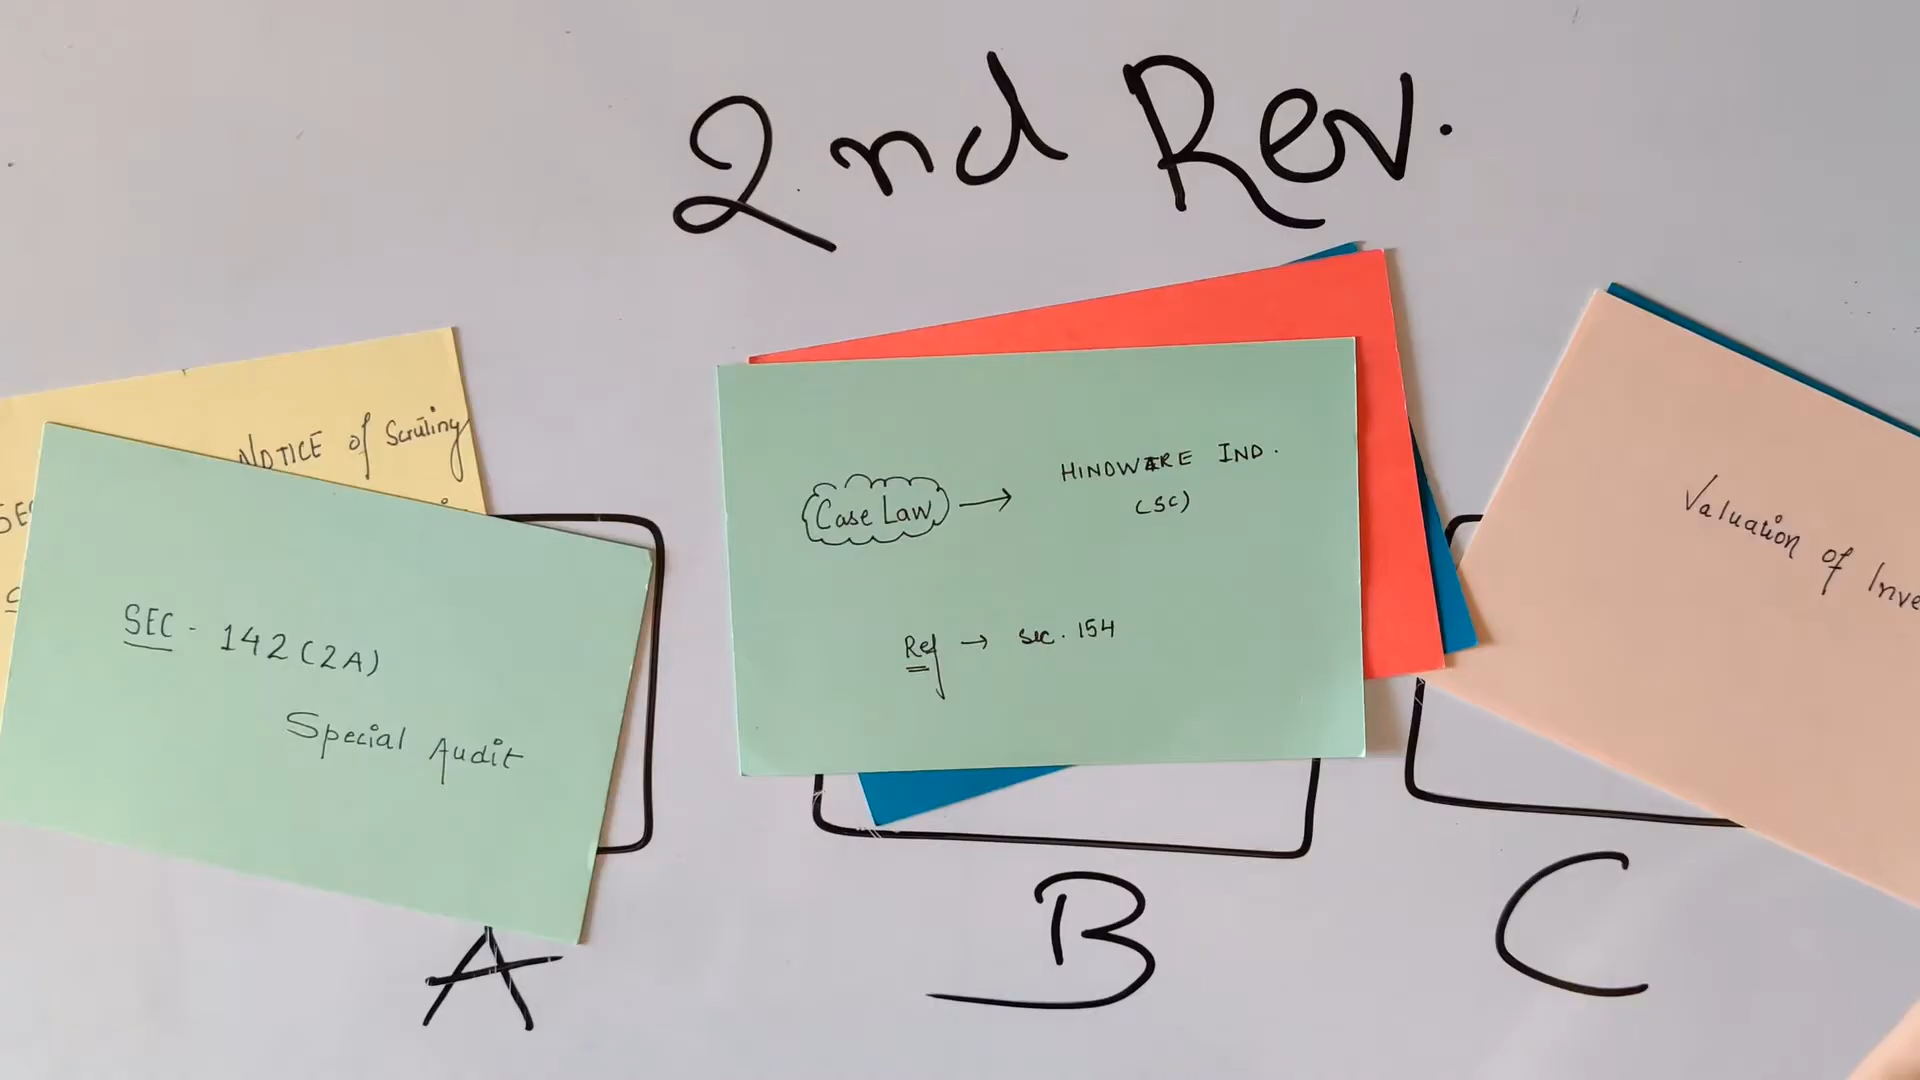 2nd Rev.
NOTICE of Scrutiny
SEC - 142(2A)
Special Audit
Case Law → HINDWARE IND.
(SC)
Ref → Sec. 154
Valuation of Inve
A
B
C